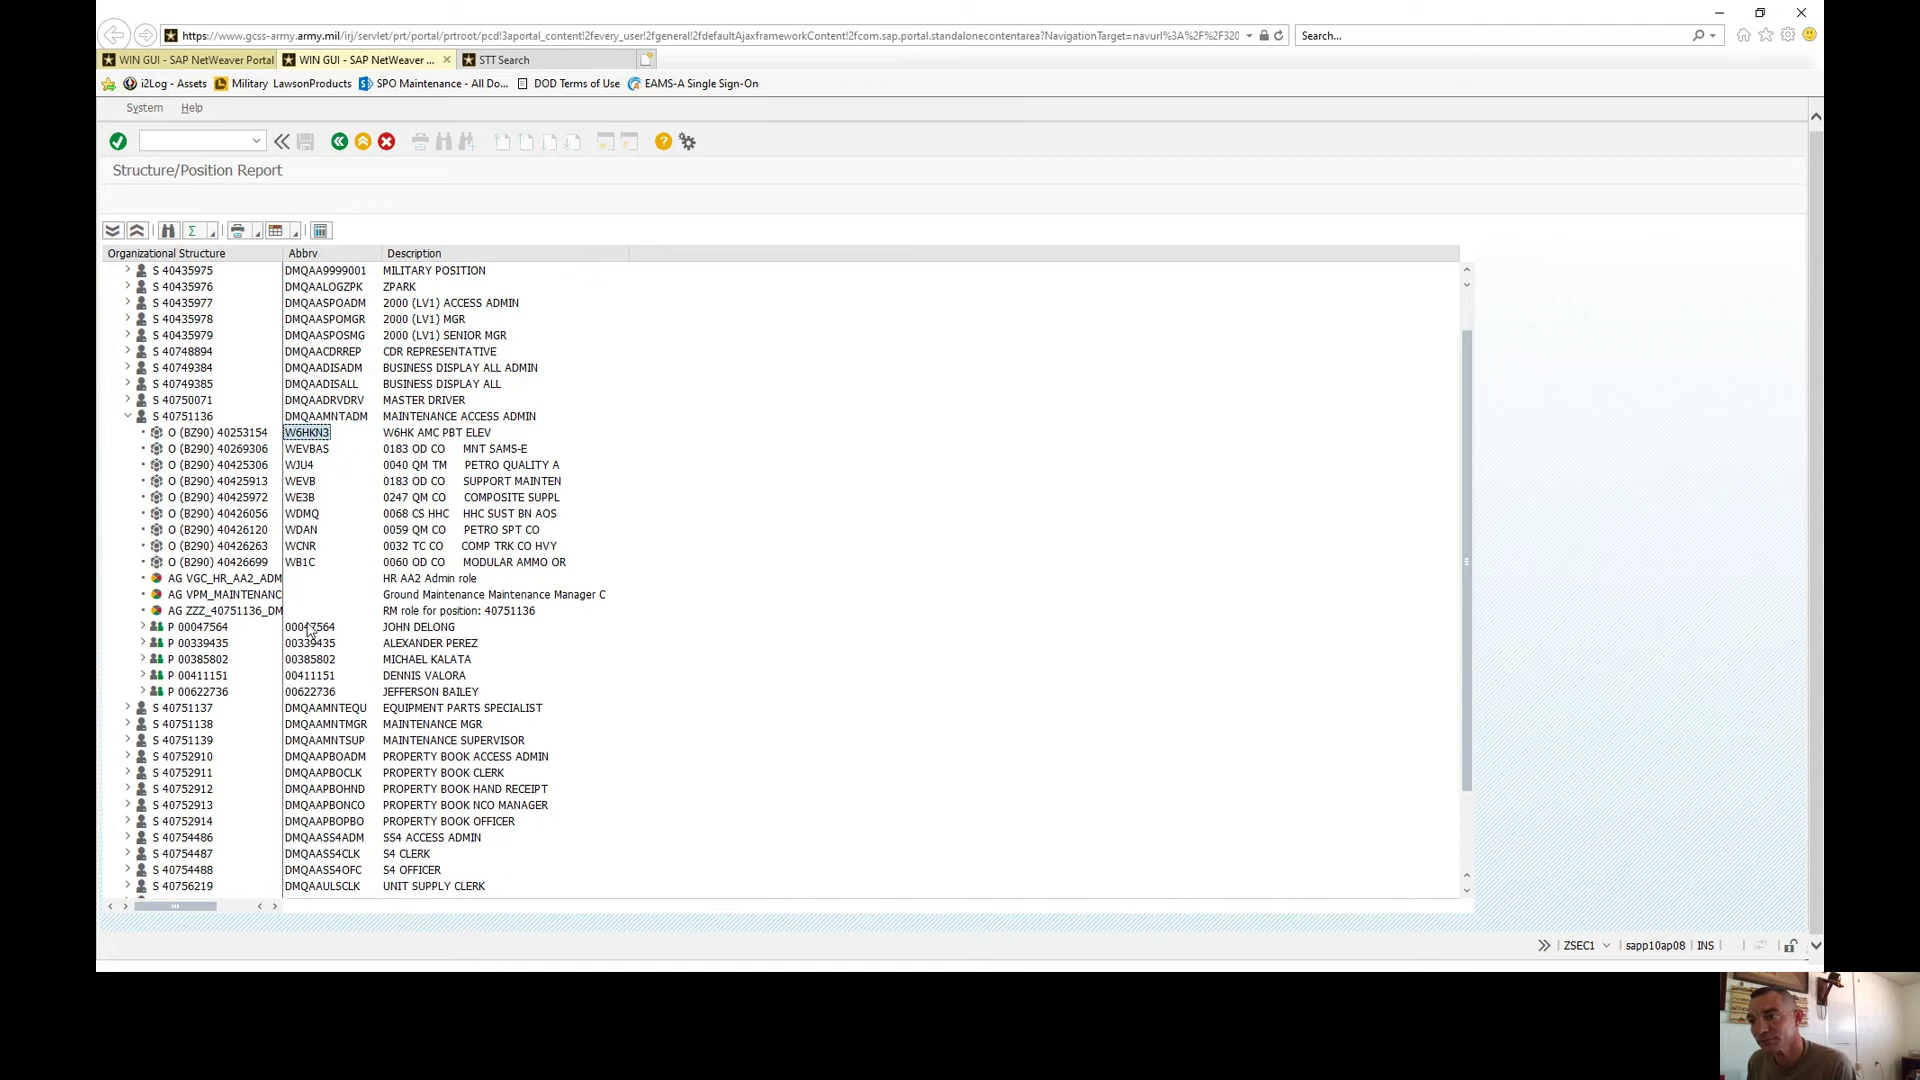 https://www.gcss-army.army.mil/irj/servlet/prt/portal/prtroot/pcd!3aportal_content!2fevery_user!2fgeneral!2fdefaultAjaxframeworkContent!2fcom.sap.portal.standalonecontentarea?NavigationTarget=navurl%3A%2F%2F320 Search...
WIN GUI - SAP NetWeaver Portal WIN GUI - SAP NetWeaver ... STT Search
i2Log - Assets Military LawsonProducts SPO Maintenance - All Do... DOD Terms of Use EAMS-A Single Sign-On
System Help
Structure/Position Report
Organizational Structure Abbrv Description
S 40435975 DMQAA9999001 MILITARY POSITION
S 40435976 DMQAALOGZPK ZPARK
S 40435977 DMQAASPOADM 2000 (LV1) ACCESS ADMIN
S 40435978 DMQAASPOMGR 2000 (LV1) MGR
S 40435979 DMQAASPOSMG 2000 (LV1) SENIOR MGR
S 40748894 DMQAACDRREP CDR REPRESENTATIVE
S 40749384 DMQAADISADM BUSINESS DISPLAY ALL ADMIN
S 40749385 DMQAADISALL BUSINESS DISPLAY ALL
S 40750071 DMQAADRVDRV MASTER DRIVER
S 40751136 DMQAAMNTADM MAINTENANCE ACCESS ADMIN
O (BZ90) 40253154 W6HKN3 W6HK AMC PBT ELEV
O (B290) 40269306 WEVBAS 0183 OD CO MNT SAMS-E
O (B290) 40425306 WJU4 0040 QM TM PETRO QUALITY A
O (B290) 40425913 WEVB 0183 OD CO SUPPORT MAINTEN
O (B290) 40425972 WE3B 0247 QM CO COMPOSITE SUPPL
O (B290) 40426056 WDMQ 0068 CS HHC HHC SUST BN AOS
O (B290) 40426120 WDAN 0059 QM CO PETRO SPT CO
O (B290) 40426263 WCNR 0032 TC CO COMP TRK CO HVY
O (B290) 40426699 WB1C 0060 OD CO MODULAR AMMO OR
AG VGC_HR_AA2_ADM HR AA2 Admin role
AG VPM_MAINTENANC Ground Maintenance Maintenance Manager C
AG ZZZ_40751136_DM RM role for position: 40751136
P 00047564 00047564 JOHN DELONG
P 00339435 00339435 ALEXANDER PEREZ
P 00385802 00385802 MICHAEL KALATA
P 00411151 00411151 DENNIS VALORA
P 00622736 00622736 JEFFERSON BAILEY
S 40751137 DMQAAMNTEQU EQUIPMENT PARTS SPECIALIST
S 40751138 DMQAAMNTMGR MAINTENANCE MGR
S 40751139 DMQAAMNTSUP MAINTENANCE SUPERVISOR
S 40752910 DMQAAPBOADM PROPERTY BOOK ACCESS ADMIN
S 40752911 DMQAAPBOCLK PROPERTY BOOK CLERK
S 40752912 DMQAAPBOHND PROPERTY BOOK HAND RECEIPT
S 40752913 DMQAAPBONCO PROPERTY BOOK NCO MANAGER
S 40752914 DMQAAPBOPBO PROPERTY BOOK OFFICER
S 40754486 DMQAASS4ADM SS4 ACCESS ADMIN
S 40754487 DMQAASS4CLK S4 CLERK
S 40754488 DMQAASS4OFC S4 OFFICER
S 40756219 DMQAAULSCLK UNIT SUPPLY CLERK
ZSEC1 sapp10ap08 INS